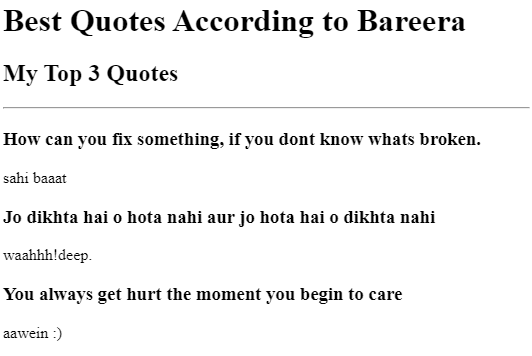 Best Quotes According to Bareera
My Top 3 Quotes
How can you fix something, if you dont know whats broken.
sahi baaat
Jo dikhta hai o hota nahi aur jo hota hai o dikhta nahi
waahhh!deep.
You always get hurt the moment you begin to care
aawein :)